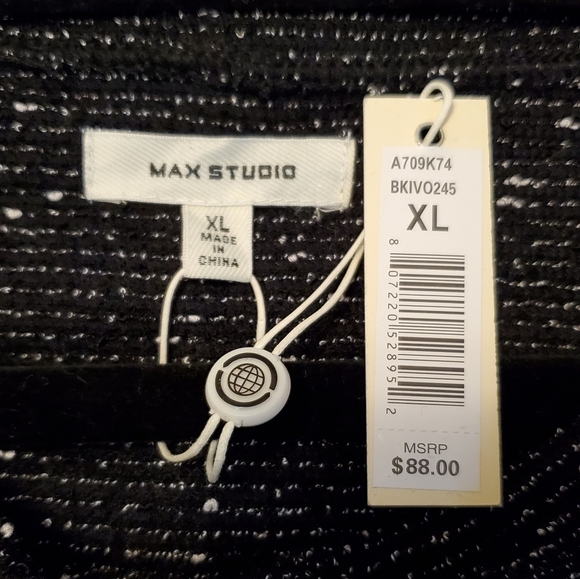 MAX STUDIO
XL
MADE
IN
CHINA
A709K74
BKIVO245
XL
8 07220 52895 2
MSRP
$88.00